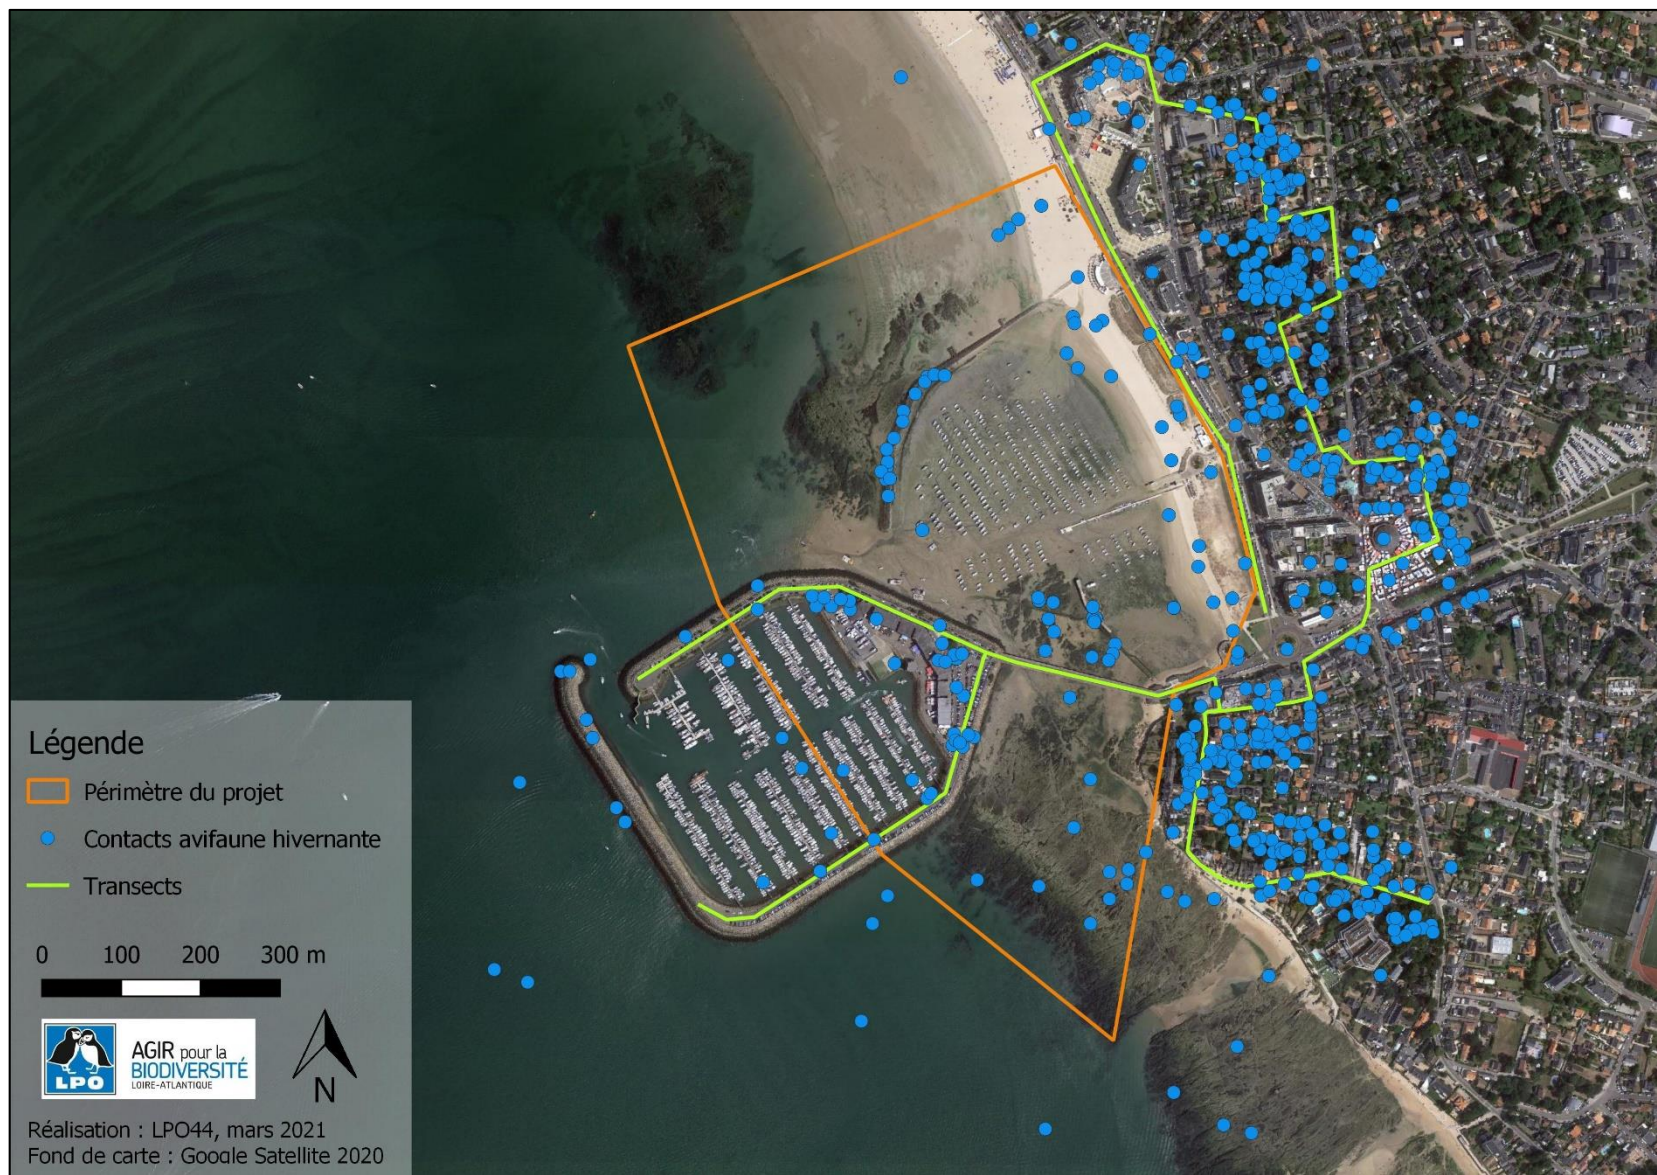 Légende
Périmètre du projet
Contacts avifaune hivernante
Transects
0 100 200 300 m
LPO
AGIR pour la
BIODIVERSITÉ
LOIRE-ATLANTIQUE
N
Réalisation : LPO44, mars 2021
Fond de carte : Google Satellite 2020